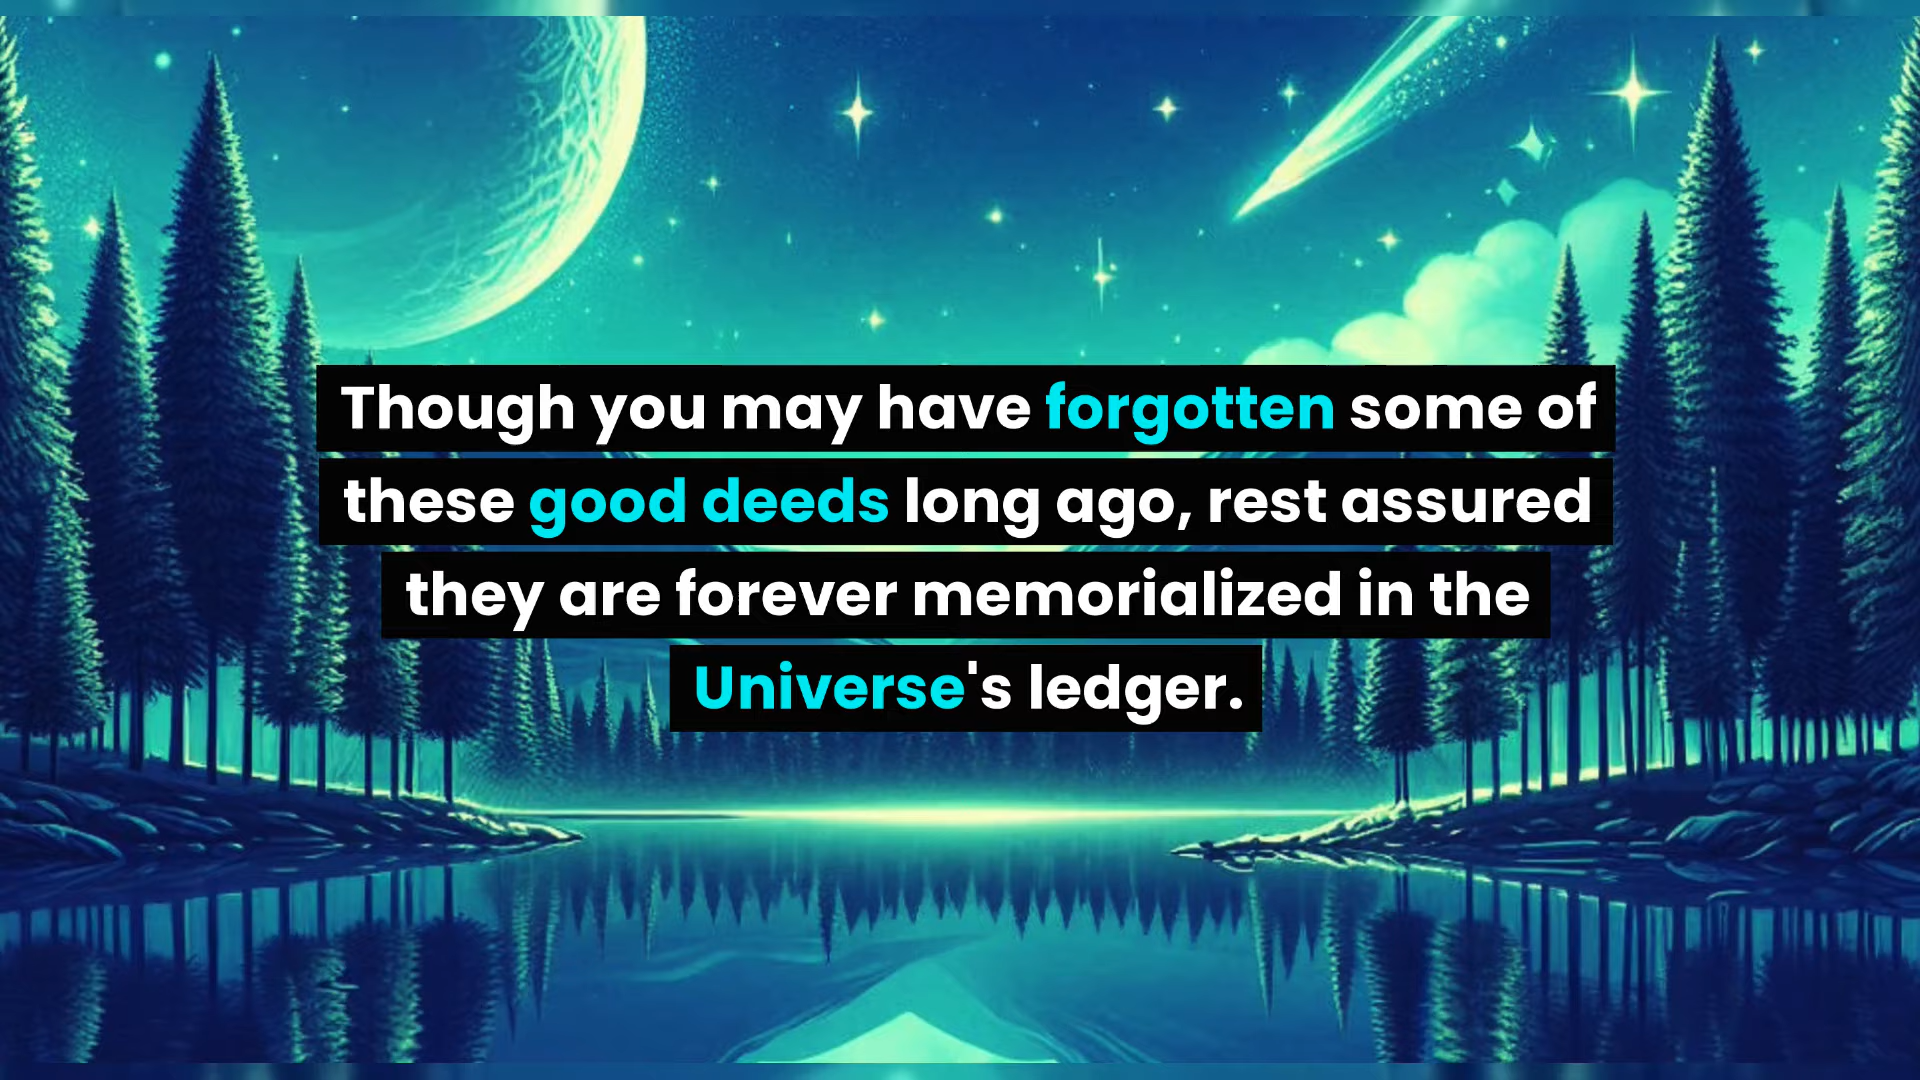 Though you may have forgotten some of
these good deeds long ago, rest assured
they are forever memorialized in the
Universe's ledger.